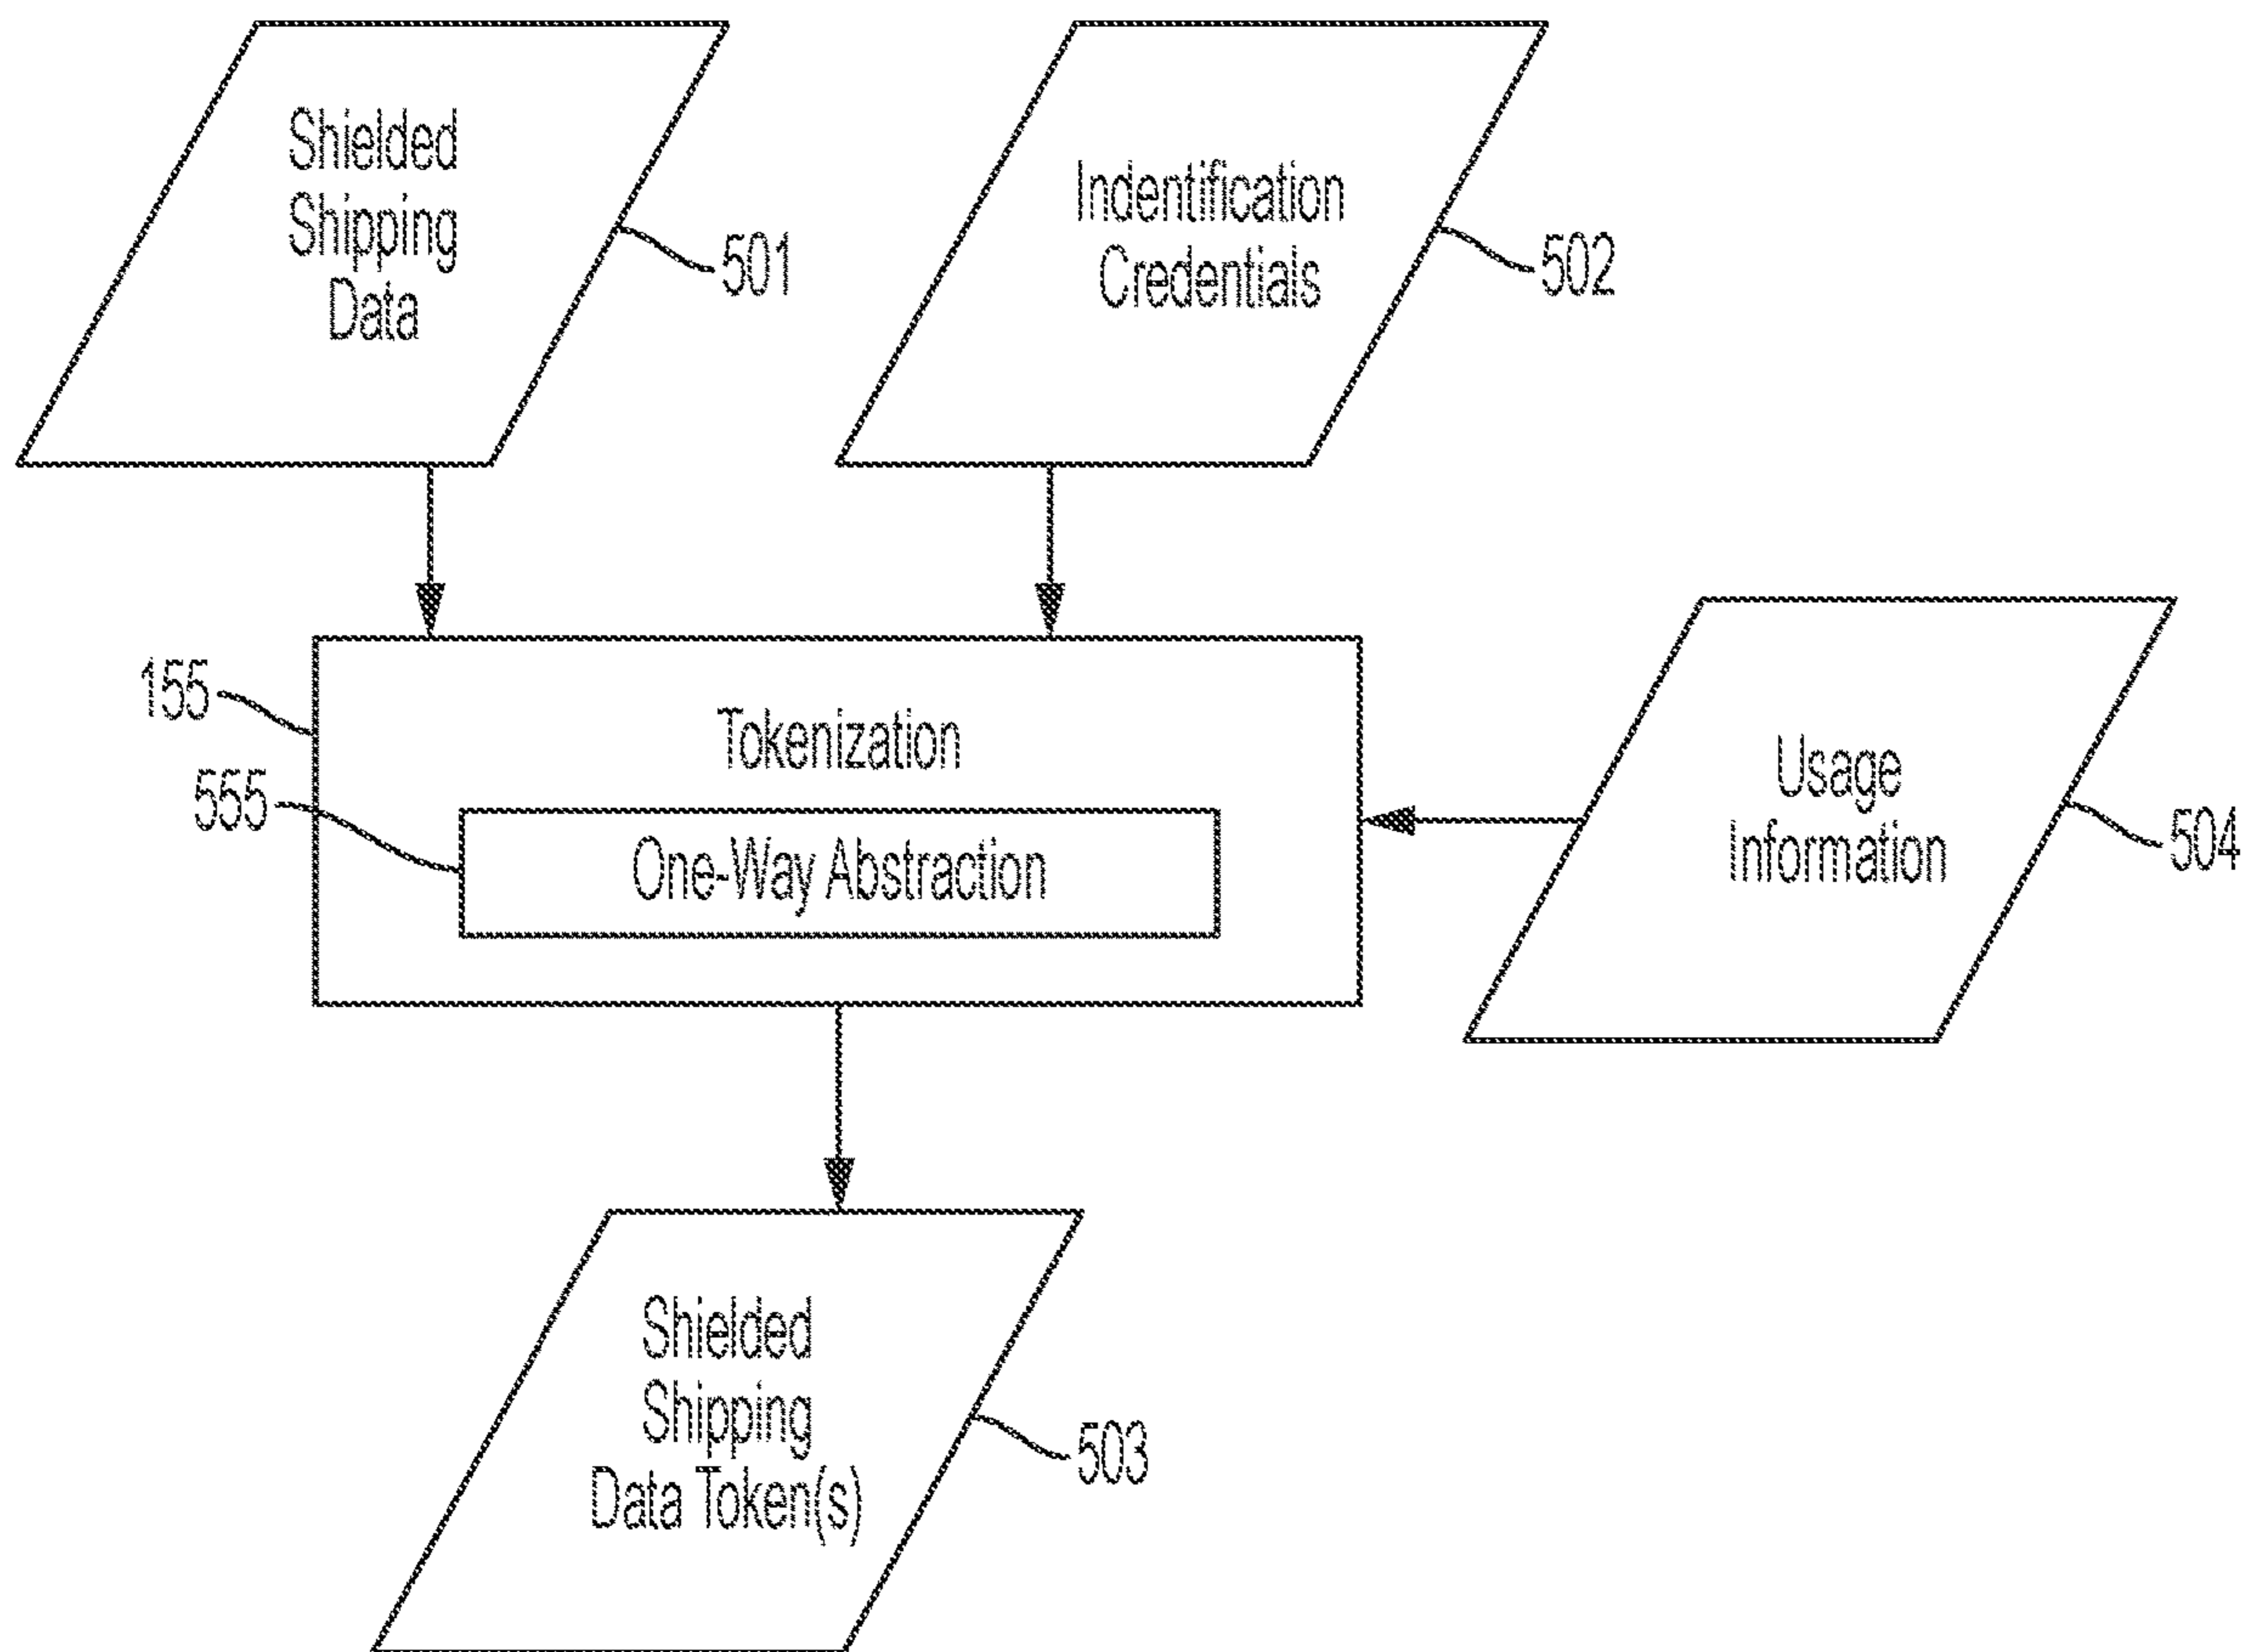 Shielded
Shipping
Data
501
Indentification
Credentials
502
155
Tokenization
555
One-Way Abstraction
Usage
Information
504
Shielded
Shipping
Data Token(s)
503